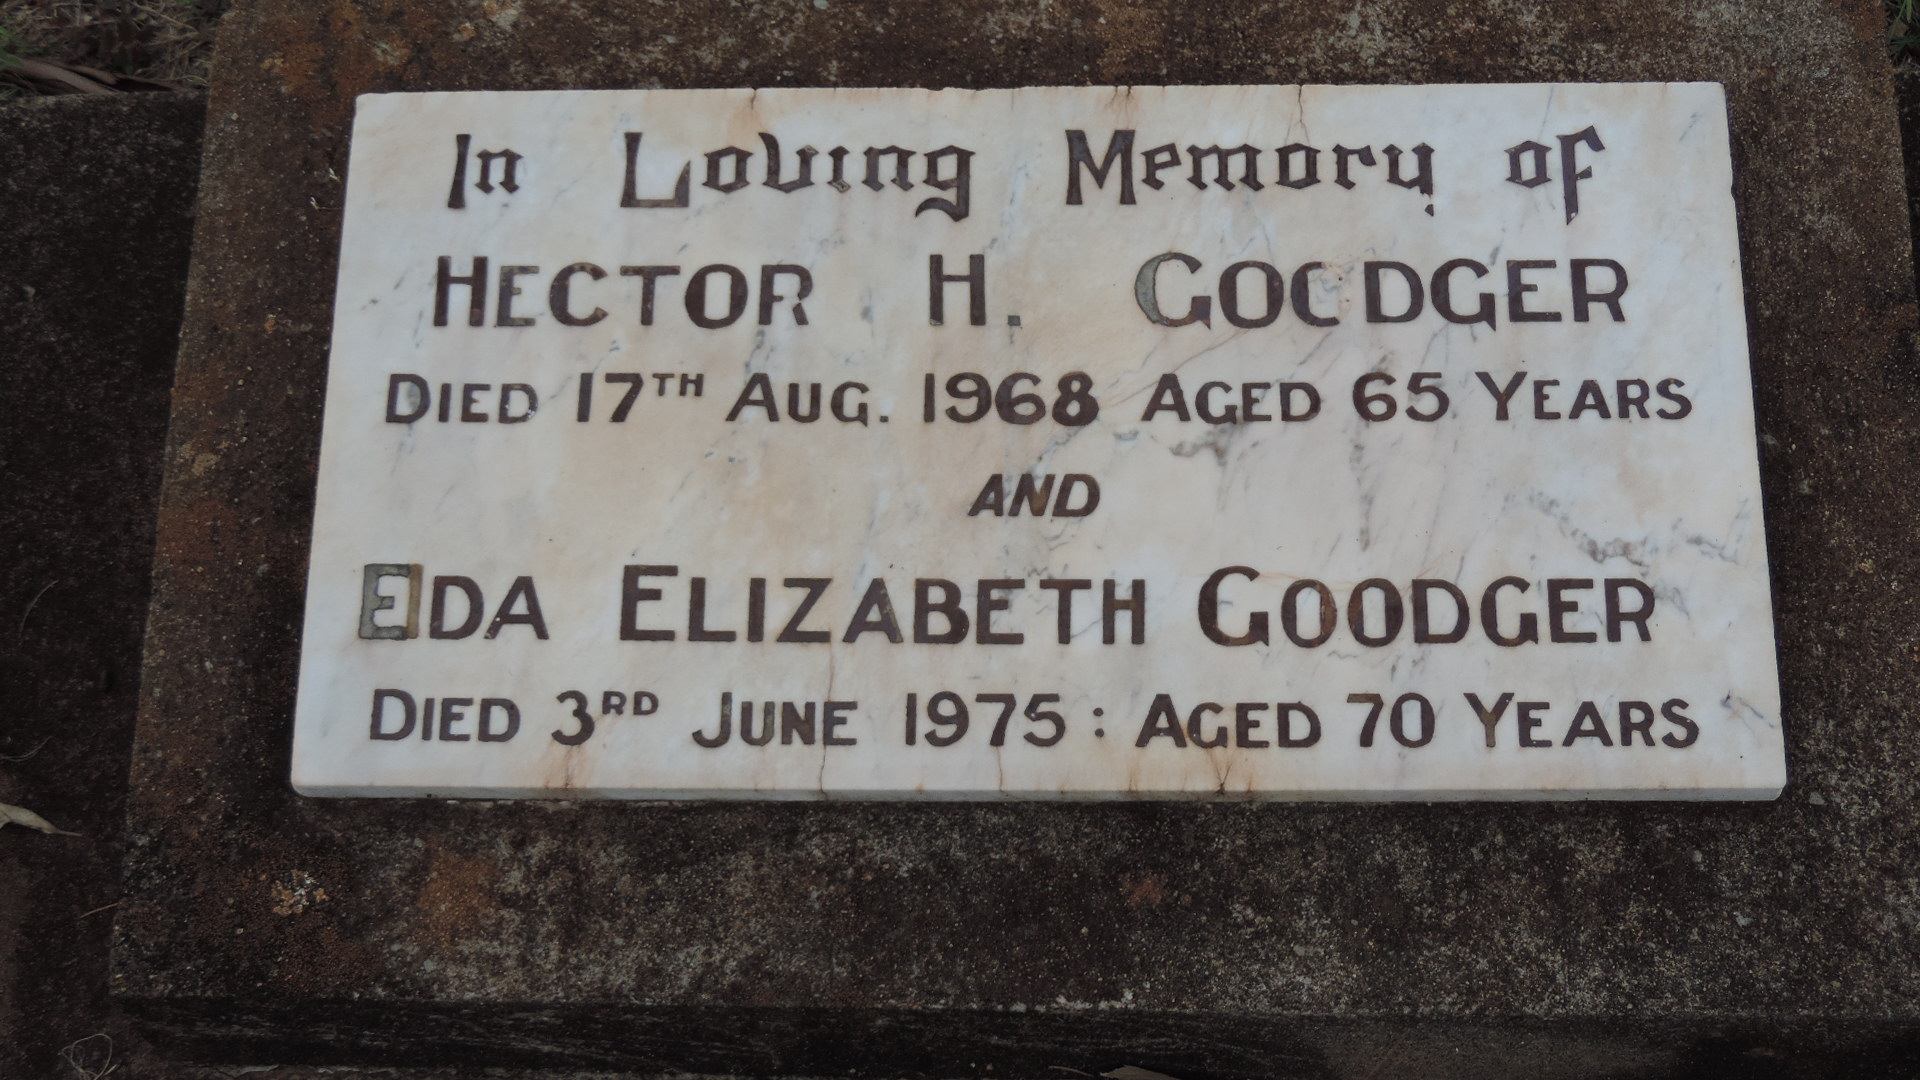 In Loving Memory of
HECTOR H. GOODGER
DIED 17TH AUG. 1968 AGED 65 YEARS
AND
EDA ELIZABETH GOODGER
DIED 3RD JUNE 1975 : AGED 70 YEARS